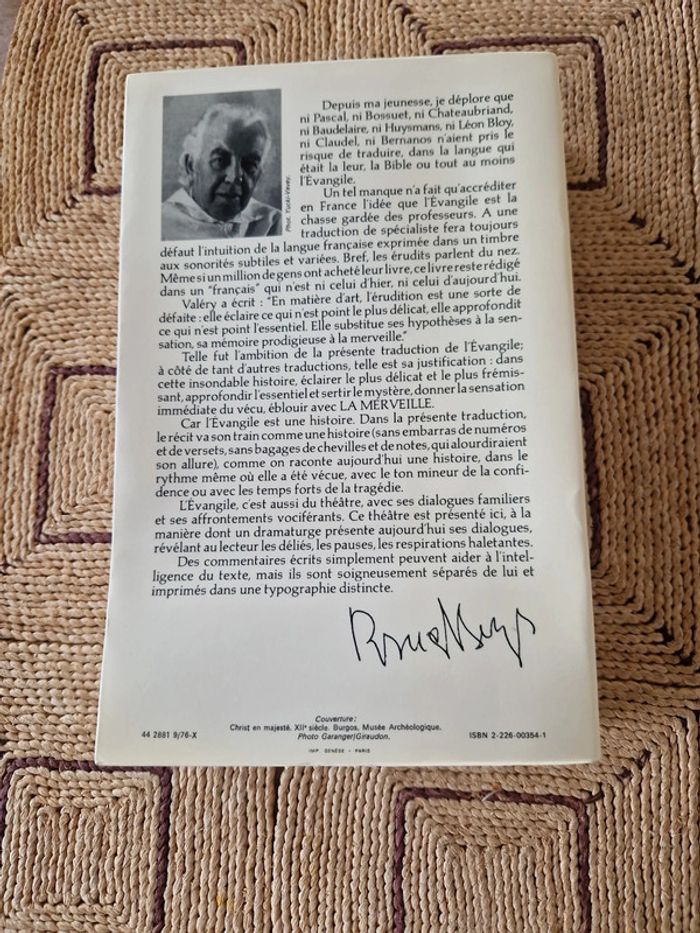 Depuis ma jeunesse, je déplore que
ni Pascal, ni Bossuet, ni Chateaubriand,
ni Baudelaire, ni Huysmans, ni Léon Bloy,
ni Claudel, ni Bernanos n'aient pris le
risque de traduire, dans la langue qui
était la leur, la Bible ou tout au moins
l'Évangile.
Un tel manque n'a fait qu'accréditer
en France l'idée que l'Évangile est la
chasse gardée des professeurs. A une
traduction de spécialiste fera toujours
Phot. Yucki-Vevey.
défaut l'intuition de la langue française exprimée dans un timbre
aux sonorités subtiles et variées. Bref, les érudits parlent du nez.
Même si un million de gens ont acheté leur livre, ce livre reste rédigé
dans un "français" qui n'est ni celui d'hier, ni celui d'aujourd'hui.
Valéry a écrit : "En matière d'art, l'érudition est une sorte de
défaite : elle éclaire ce qui n'est point le plus délicat, elle approfondit
ce qui n'est point l'essentiel. Elle substitue ses hypothèses à la sen-
sation, sa mémoire prodigieuse à la merveille."
Telle fut l'ambition de la présente traduction de l'Évangile;
à côté de tant d'autres traductions, telle est sa justification : dans
cette insondable histoire, éclairer le plus délicat et le plus frémis-
sant, approfondir l'essentiel et sertir le mystère, donner la sensation
immédiate du vécu, éblouir avec LA MERVEILLE.
Car l'Évangile est une histoire. Dans la présente traduction,
le récit va son train comme une histoire (sans embarras de numéros
et de versets, sans bagages de chevilles et de notes, qui alourdiraient
son allure), comme on raconte aujourd'hui une histoire, dans le
rythme même où elle a été vécue, avec le ton mineur de la confi-
dence ou avec les temps forts de la tragédie.
L'Évangile, c'est aussi du théâtre, avec ses dialogues familiers
et ses affrontements vociférants. Ce théâtre est présenté ici, à la
manière dont un dramaturge présente aujourd'hui ses dialogues,
révélant au lecteur les déliés, les pauses, les respirations haletantes.
Des commentaires écrits simplement peuvent aider à l'intel-
ligence du texte, mais ils sont soigneusement séparés de lui et
imprimés dans une typographie distincte.
Couverture :
Christ en majesté. XIIe siècle. Burgos, Musée Archéologique.
Photo Garanger/Giraudon.
44 2881 9/76-X
ISBN 2-226-00354-1
IMP. GENÈSE - PARIS